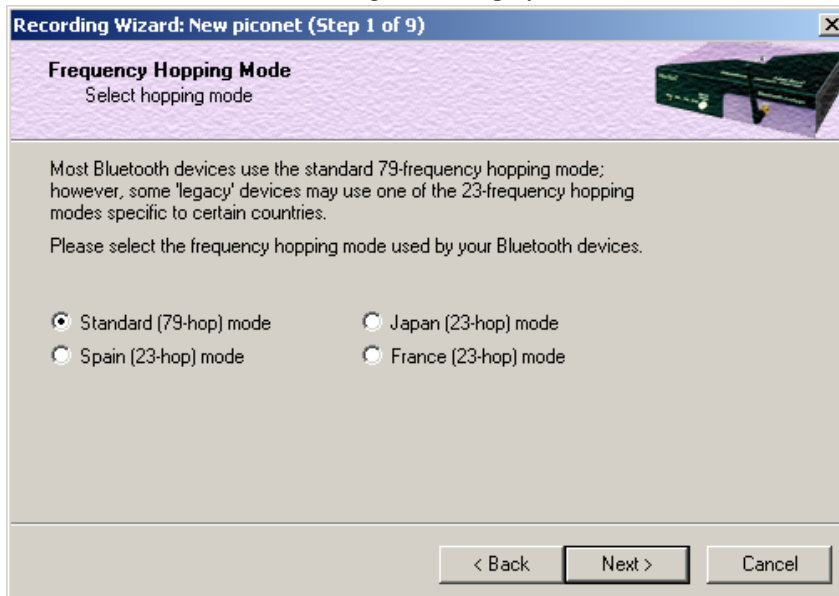 Recording Wizard: New piconet (Step 1 of 9)
Frequency Hopping Mode
Select hopping mode
Most Bluetooth devices use the standard 79-frequency hopping mode;
however, some 'legacy' devices may use one of the 23-frequency hopping
modes specific to certain countries.
Please select the frequency hopping mode used by your Bluetooth devices.
Standard (79-hop) mode
Japan (23-hop) mode
Spain (23-hop) mode
France (23-hop) mode
< Back
Next >
Cancel